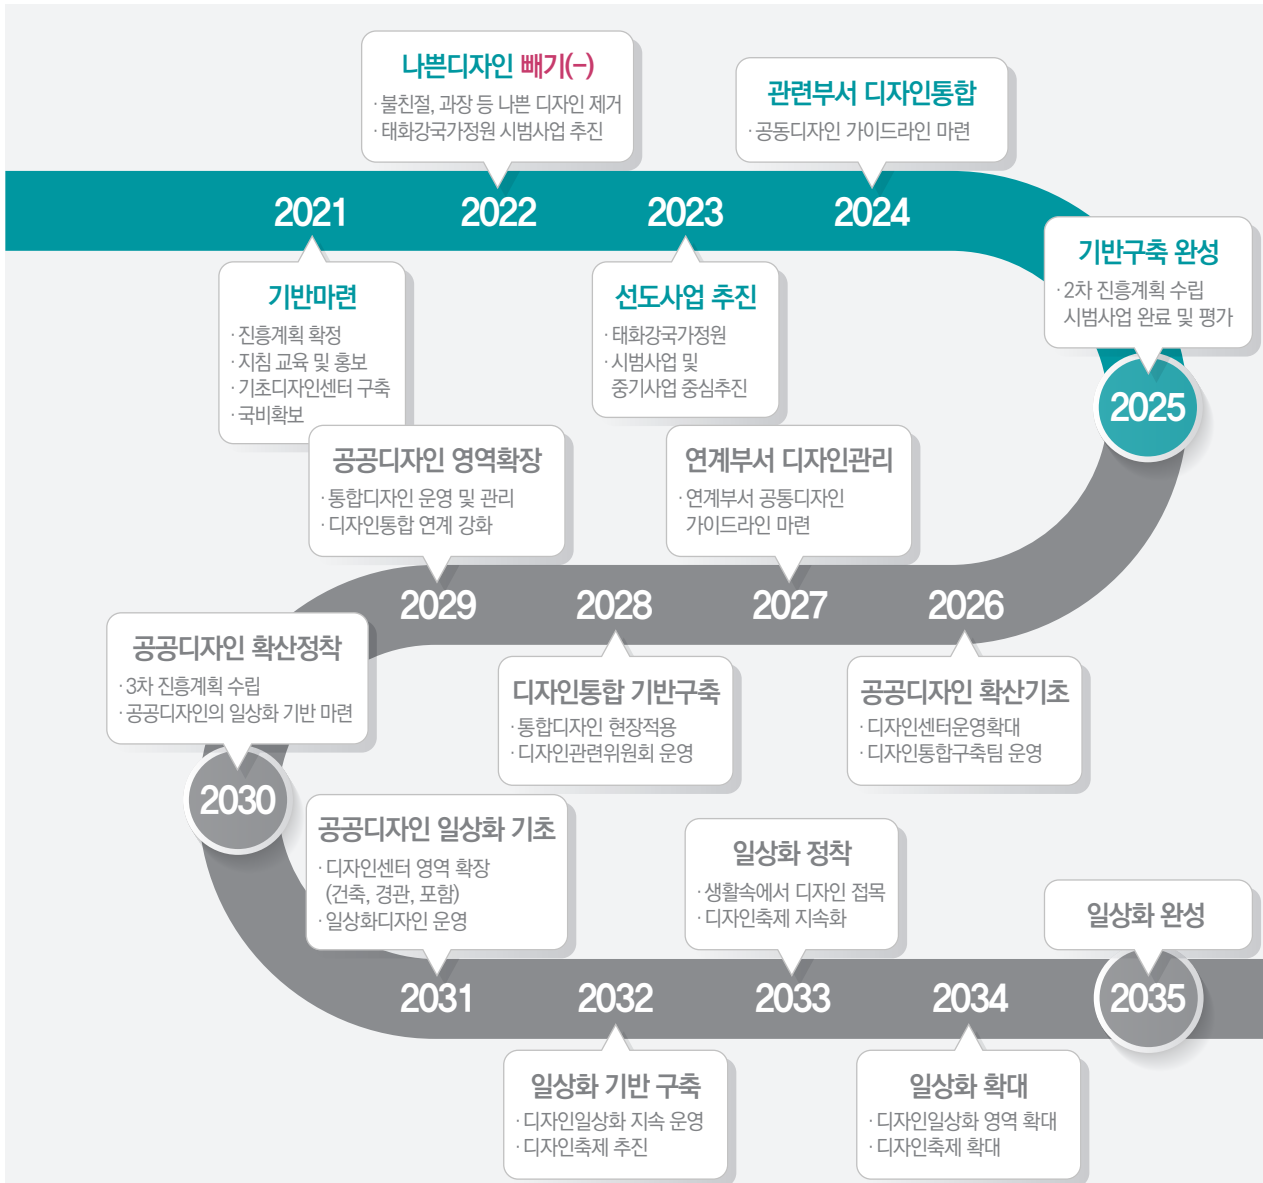 나쁜디자인 빼기(-)
· 불친절, 과장 등 나쁜 디자인 제거
· 태화강국가정원 시범사업 추진
관련부서 디자인통합
· 공동디자인 가이드라인 마련
2021
2022
2023
2024
기반마련
· 진흥계획 확정
· 지침 교육 및 홍보
· 기초디자인센터 구축
· 국비확보
선도사업 추진
· 태화강국가정원
· 시범사업 및
중기사업 중심추진
기반구축 완성
· 2차 진흥계획 수립
시범사업 완료 및 평가
2025
공공디자인 영역확장
· 통합디자인 운영 및 관리
· 디자인통합 연계 강화
연계부서 디자인관리
· 연계부서 공통디자인
가이드라인 마련
2029
2028
2027
2026
공공디자인 확산정착
· 3차 진흥계획 수립
· 공공디자인의 일상화 기반 마련
디자인통합 기반구축
· 통합디자인 현장적용
· 디자인관련위원회 운영
공공디자인 확산기초
· 디자인센터운영확대
· 디자인통합구축팀 운영
2030
공공디자인 일상화 기초
· 디자인센터 영역 확장
(건축, 경관, 포함)
· 일상화디자인 운영
일상화 정착
· 생활속에서 디자인 접목
· 디자인축제 지속화
일상화 완성
2031
2032
2033
2034
2035
일상화 기반 구축
· 디자인일상화 지속 운영
· 디자인축제 추진
일상화 확대
· 디자인일상화 영역 확대
· 디자인축제 확대